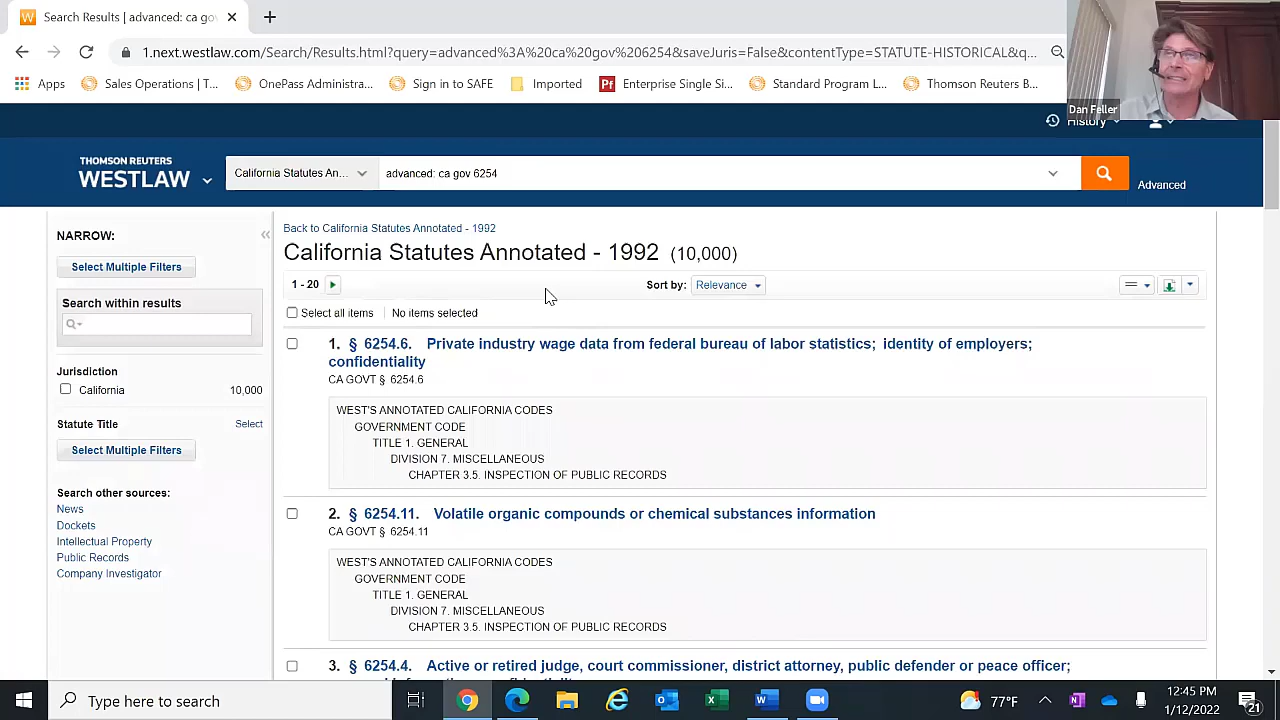 Search Results | advanced: ca gov
1.next.westlaw.com/Search/Results.html?query=advanced%3A%20ca%20gov%206254&saveJuris=False&contentType=STATUTE-HISTORICAL&q...
Apps
Sales Operations | T...
OnePass Administra...
Sign in to SABE
Imported
Enterprise Single Si...
Standard Program L...
Thomson Reuters B...
Dan Feller
History
THOMSON REUTERS
WESTLAW
California Statutes An...
advanced: ca gov 6254
Advanced
NARROW:
Select Multiple Filters
Search within results
Jurisdiction
California 10,000
Statute Title Select
Select Multiple Filters
Search other sources:
News
Dockets
Intellectual Property
Public Records
Company Investigator
Back to California Statutes Annotated - 1992
California Statutes Annotated - 1992 (10,000)
1 - 20
Sort by: Relevance
Select all items No items selected
1. § 6254.6. Private industry wage data from federal bureau of labor statistics; identity of employers;
confidentiality
CA GOVT § 6254.6
WEST'S ANNOTATED CALIFORNIA CODES
GOVERNMENT CODE
TITLE 1. GENERAL
DIVISION 7. MISCELLANEOUS
CHAPTER 3.5. INSPECTION OF PUBLIC RECORDS
2. § 6254.11. Volatile organic compounds or chemical substances information
CA GOVT § 6254.11
WEST'S ANNOTATED CALIFORNIA CODES
GOVERNMENT CODE
TITLE 1. GENERAL
DIVISION 7. MISCELLANEOUS
CHAPTER 3.5. INSPECTION OF PUBLIC RECORDS
3. § 6254.4. Active or retired judge, court commissioner, district attorney, public defender or peace officer;
Type here to search
77°F
12:45 PM
1/12/2022
21